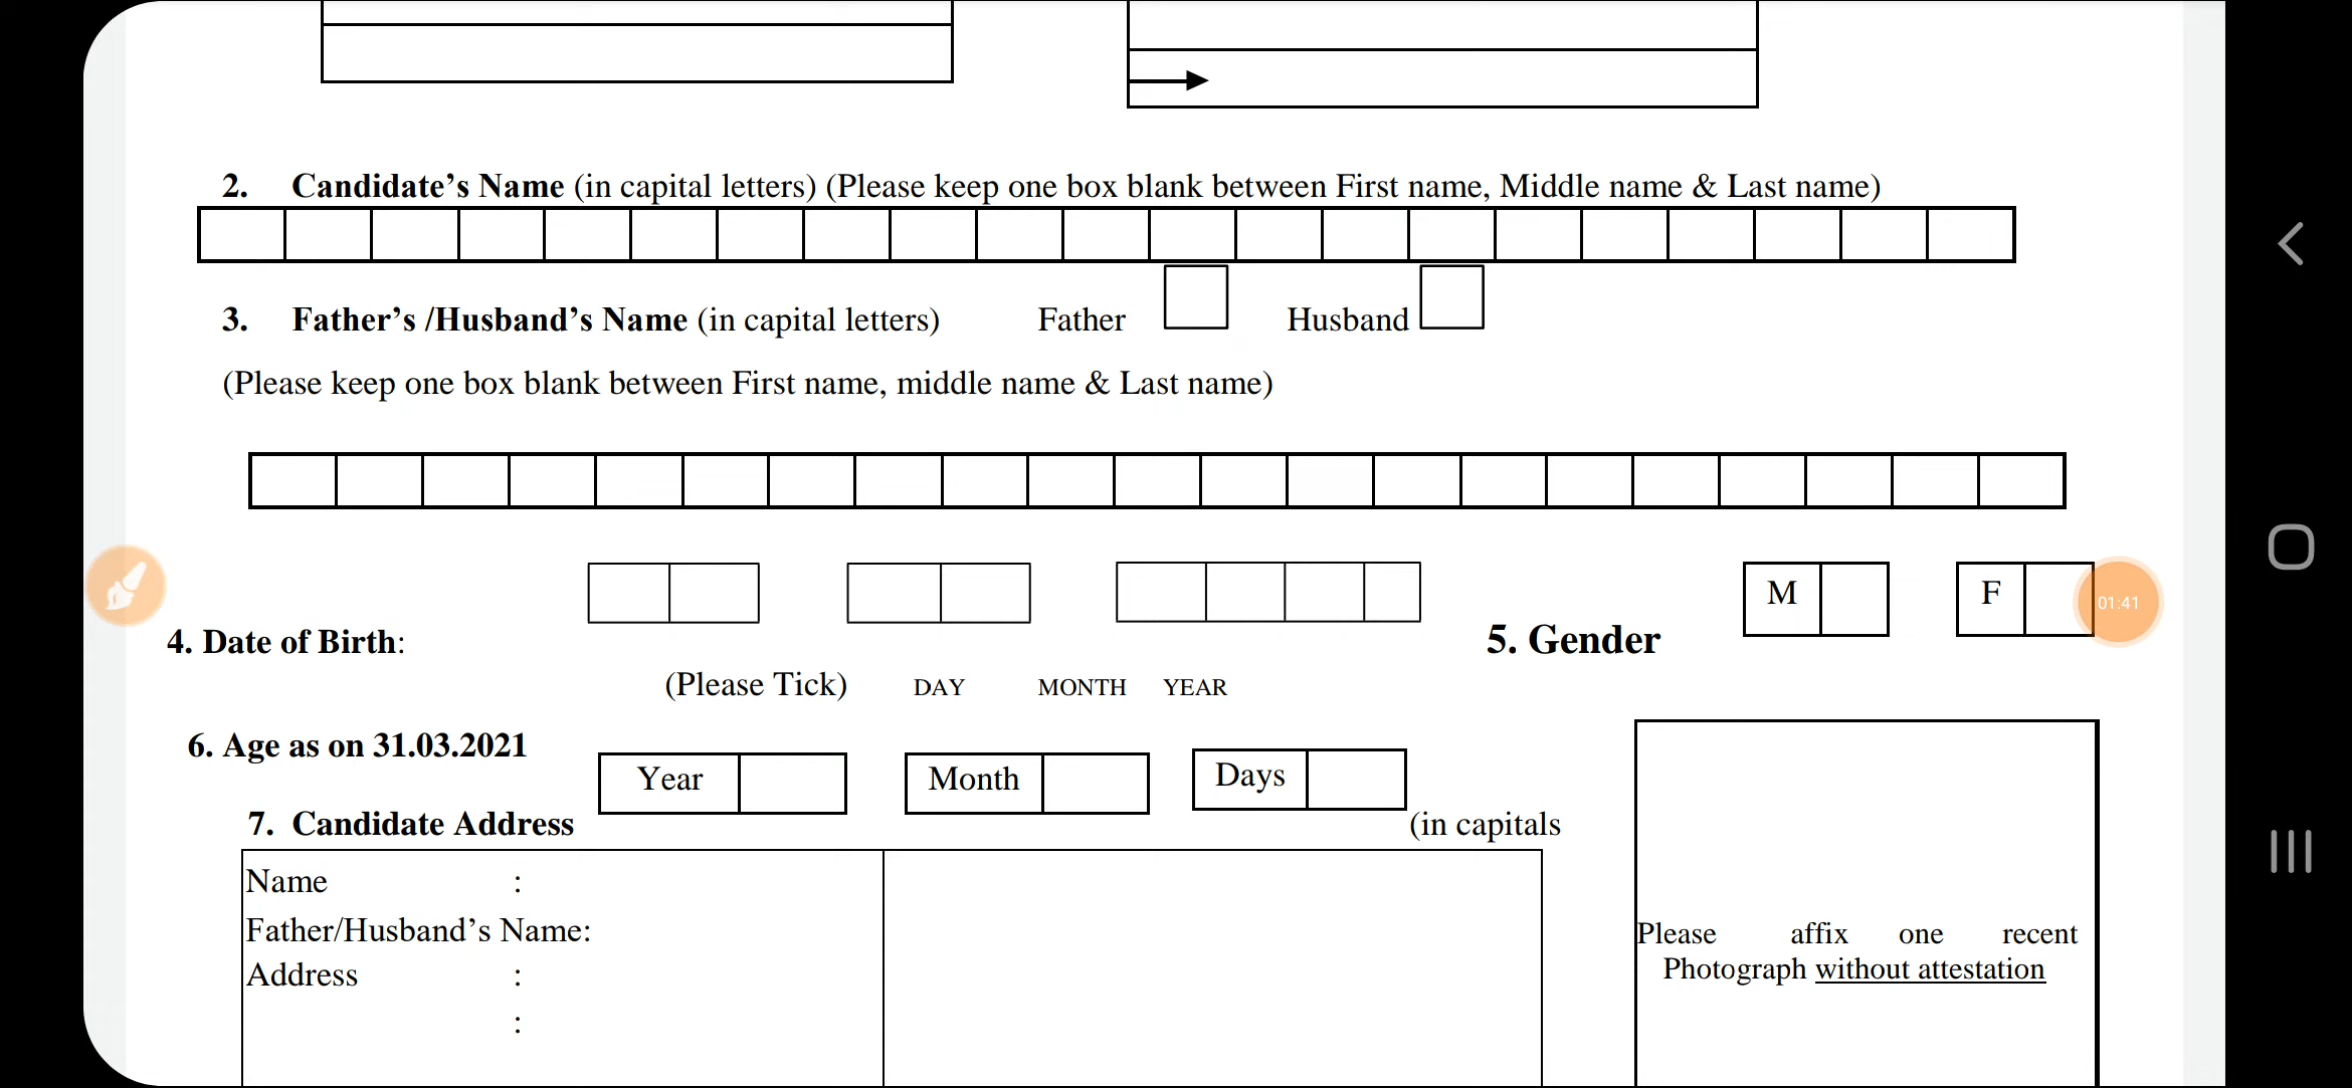 2. Candidate’s Name (in capital letters) (Please keep one box blank between First name, Middle name & Last name)
3. Father’s /Husband’s Name (in capital letters) Father Husband
(Please keep one box blank between First name, middle name & Last name)
M F
01:41
4. Date of Birth: 5. Gender
(Please Tick) DAY MONTH YEAR
6. Age as on 31.03.2021
Year Month Days
7. Candidate Address (in capitals
Name :
Father/Husband’s Name:
Address :
:
Please affix one recent
Photograph without attestation